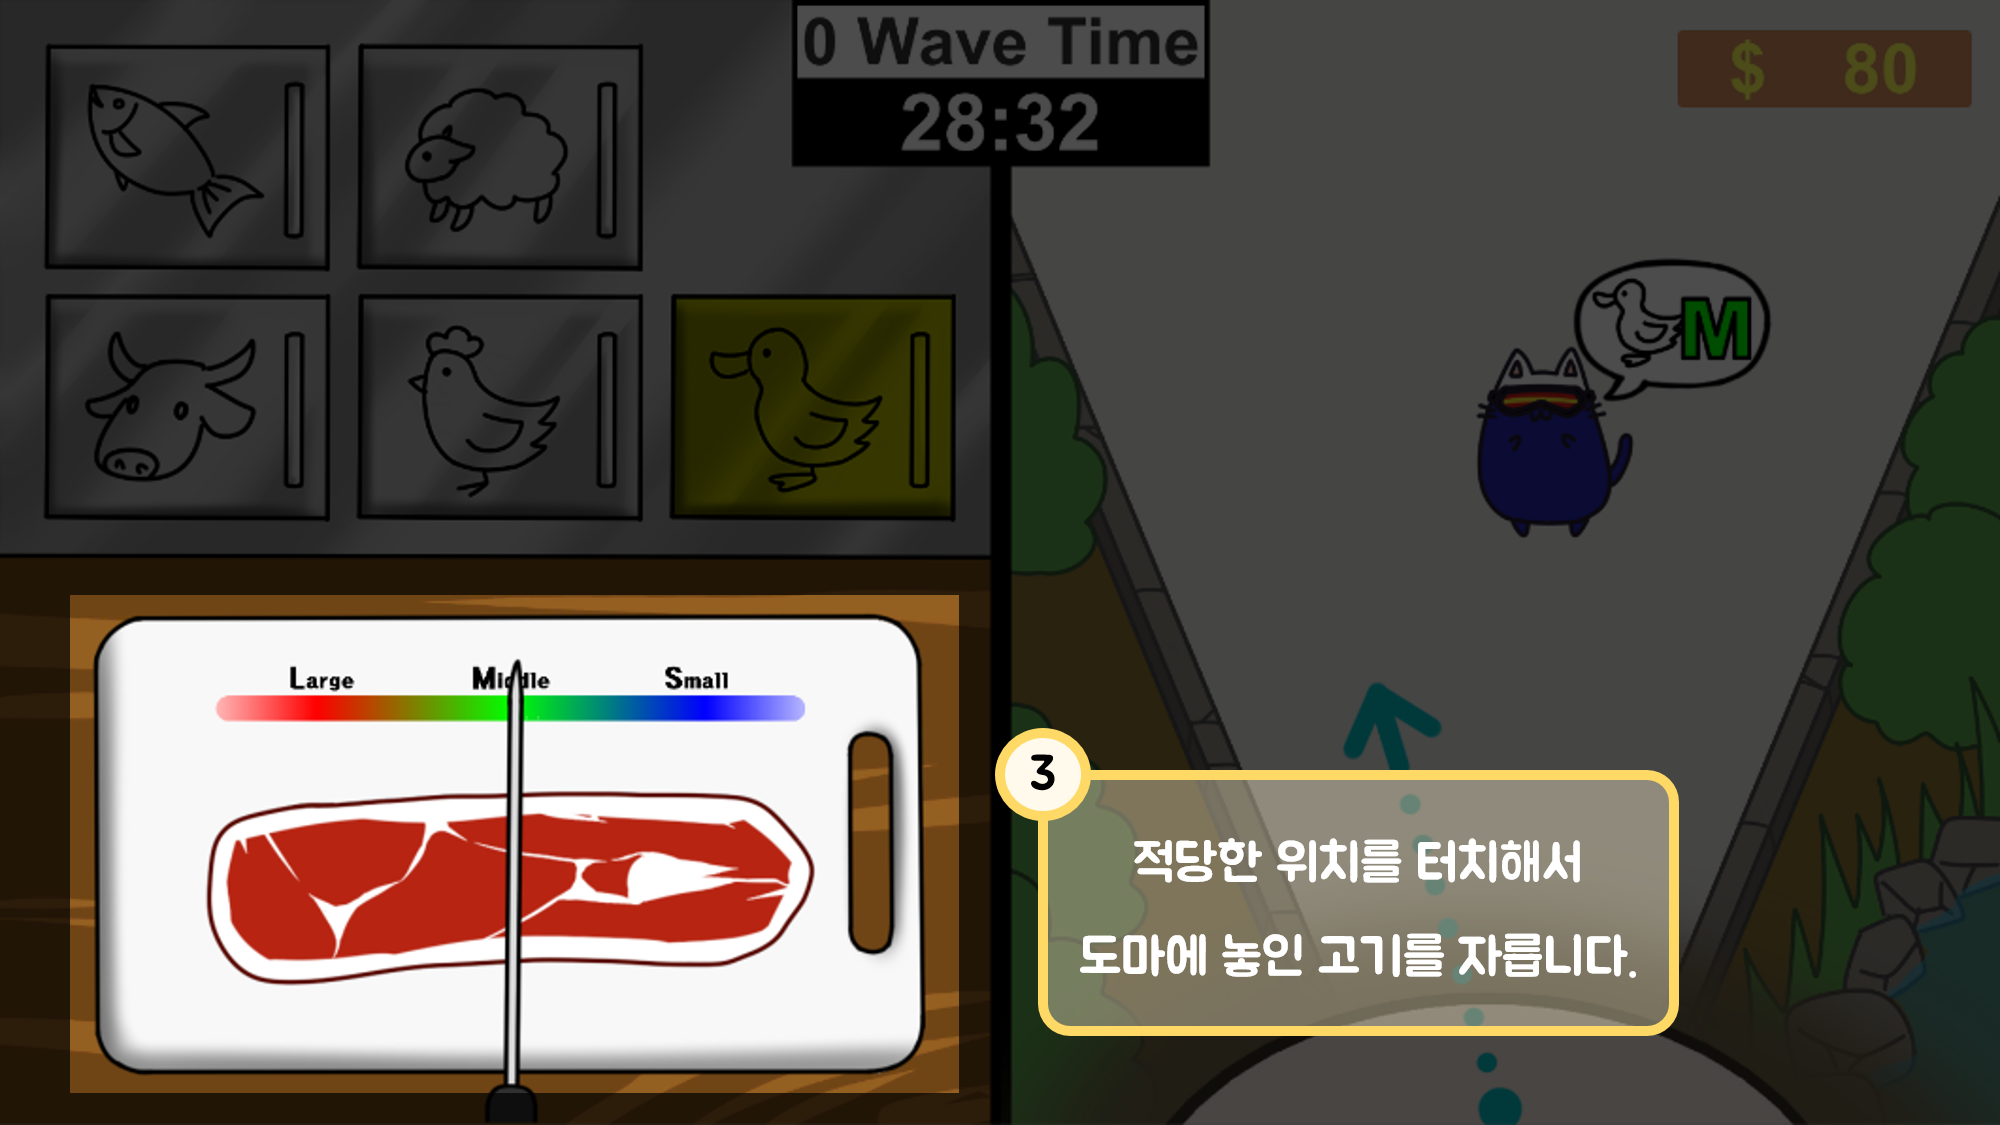 0 Wave Time
28:32
$ 80
M
Large Middle Small
3
적당한 위치를 터치해서
도마에 놓인 고기를 자릅니다.